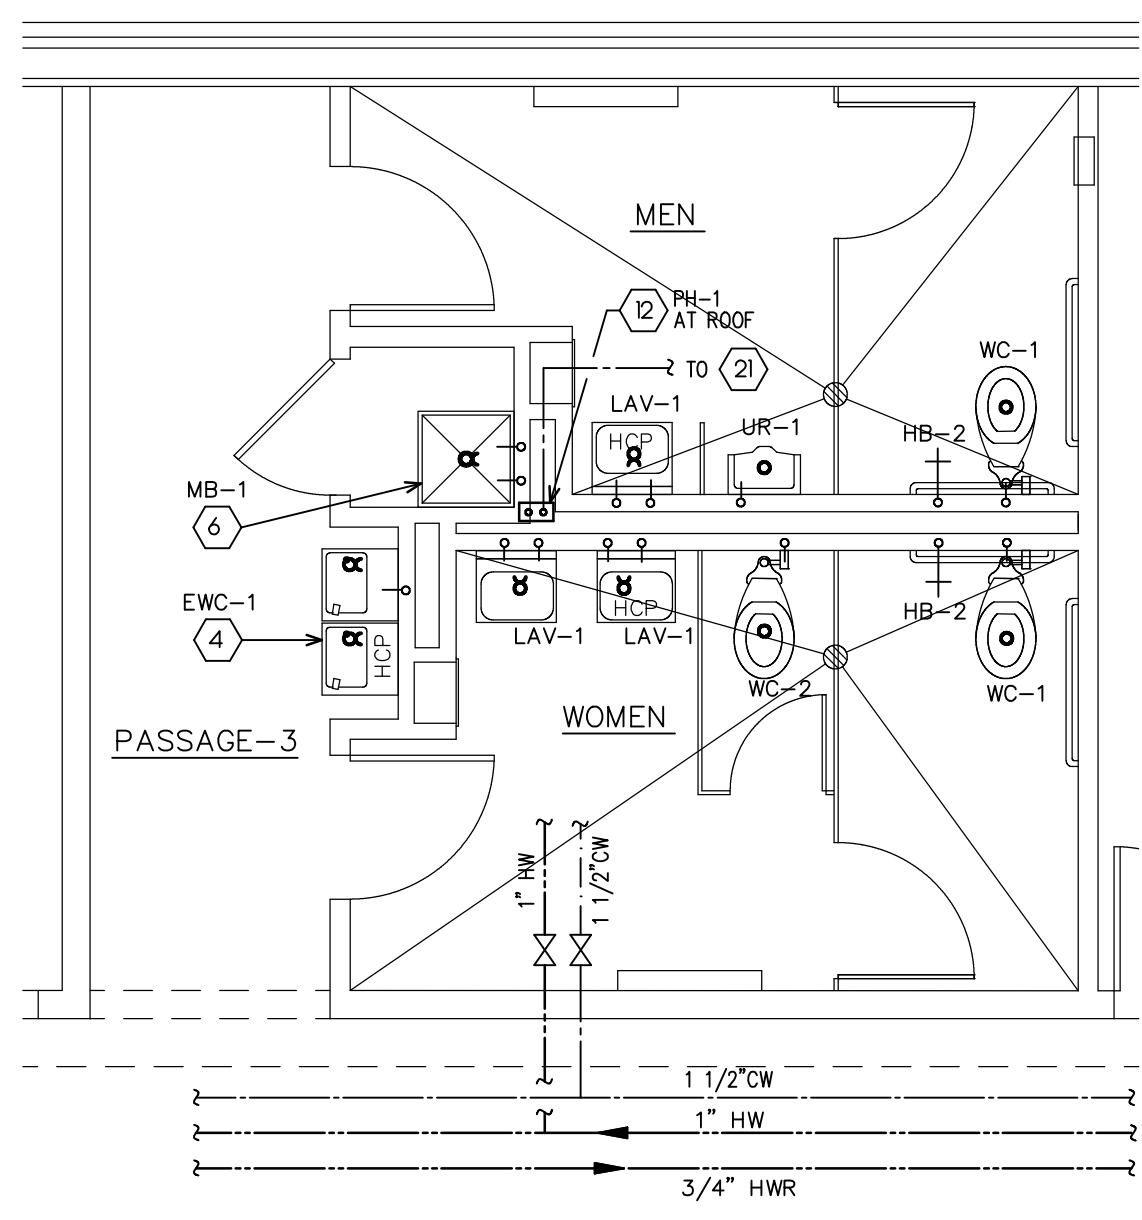 MEN
12
PH-1
AT ROOF
TO
21
WC-1
LAV-1
HCP
UR-1
HB-2
MB-1
6
EWC-1
4
HCP
HCP
LAV-1
LAV-1
HB-2
WC-2
WC-1
WOMEN
PASSAGE-3
1" HW
1 1/2"CW
1 1/2"CW
1" HW
3/4" HWR